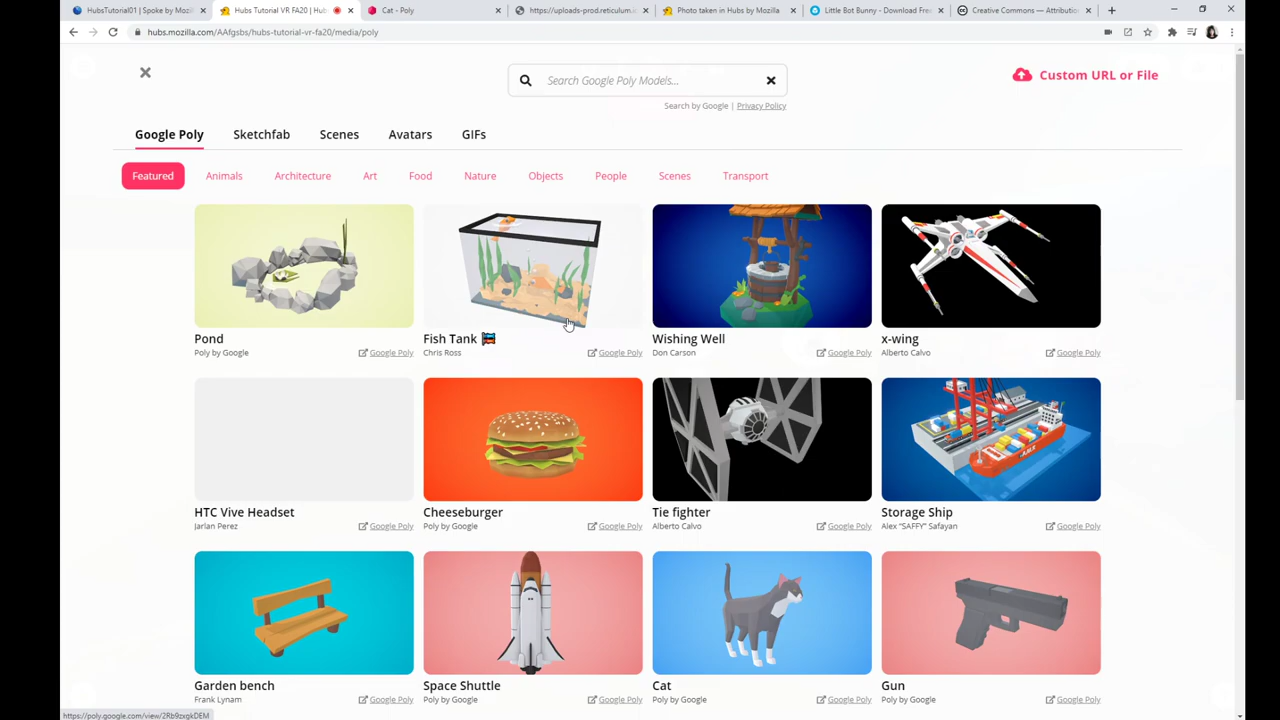 HubsTutorial01 | Spoke by Mozi
Hubs Tutorial VR FA20 | Hubs
Cat - Poly
https://uploads-prod.reticulum.i
Photo taken in Hubs by Mozilla
Little Bot Bunny - Download Fre
Creative Commons — Attributio
hubs.mozilla.com/AAfgsbs/hubs-tutorial-vr-fa20/media/poly
Search Google Poly Models...
Custom URL or File
Search by Google | Privacy Policy
Google Poly Sketchfab Scenes Avatars GIFs
Featured Animals Architecture Art Food Nature Objects People Scenes Transport
Pond
Poly by Google Google Poly
Fish Tank
Chris Ross Google Poly
Wishing Well
Don Carson Google Poly
x-wing
Alberto Calvo Google Poly
HTC Vive Headset
Jarlan Perez Google Poly
Cheeseburger
Poly by Google Google Poly
Tie fighter
Alberto Calvo Google Poly
Storage Ship
Alex "SAFFY" Safayan Google Poly
Garden bench
Frank Lynam Google Poly
Space Shuttle
Poly by Google Google Poly
Cat
Poly by Google Google Poly
Gun
Poly by Google Google Poly
https://poly.google.com/view/2Rb9zxgkDEM